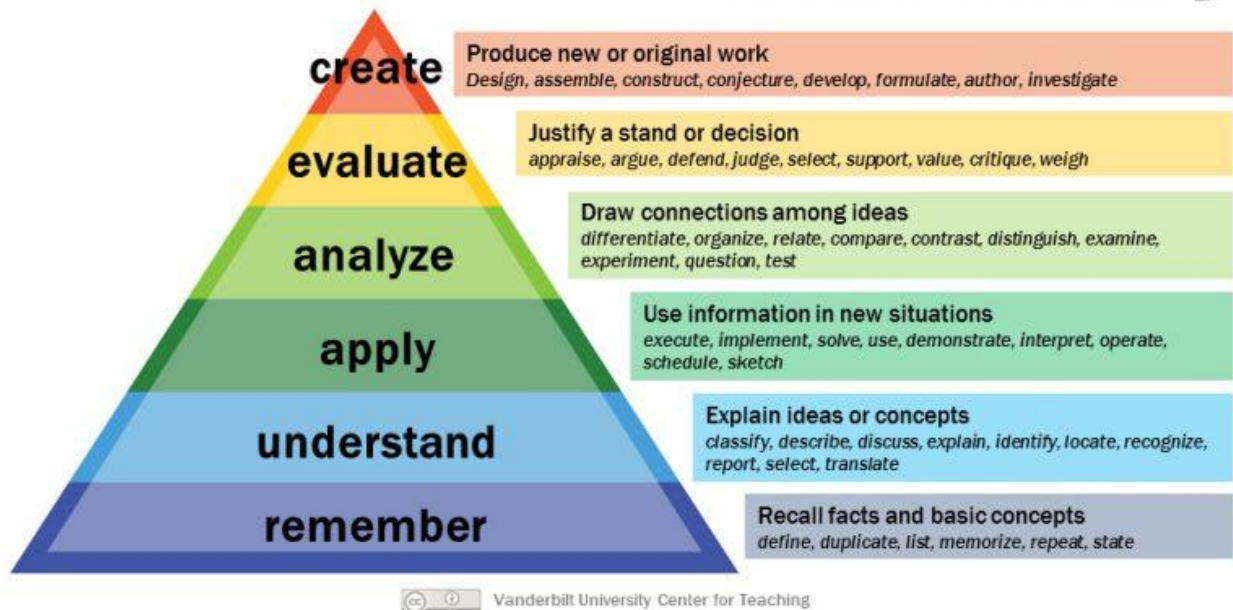 create
Produce new or original work
Design, assemble, construct, conjecture, develop, formulate, author, investigate
evaluate
Justify a stand or decision
appraise, argue, defend, judge, select, support, value, critique, weigh
analyze
Draw connections among ideas
differentiate, organize, relate, compare, contrast, distinguish, examine,
experiment, question, test
apply
Use information in new situations
execute, implement, solve, use, demonstrate, interpret, operate,
schedule, sketch
understand
Explain ideas or concepts
classify, describe, discuss, explain, identify, locate, recognize,
report, select, translate
remember
Recall facts and basic concepts
define, duplicate, list, memorize, repeat, state
cc Vanderbilt University Center for Teaching